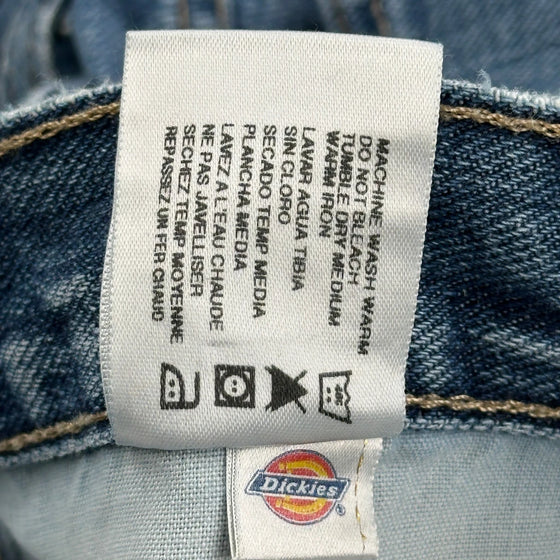 MACHINE WASH WARM
DO NOT BLEACH
TUMBLE DRY MEDIUM
WARM IRON
LAVAR AGUA TIBIA
SIN CLORO
SECADO TEMP MEDIA
PLANCHA MEDIA
LAVEZ A L'EAU CHAUDE
NE PAS JAVELLISER
SECHEZ TEMP MOYENNE
REPASSEZ UN FER CHAUD
Dickies
®